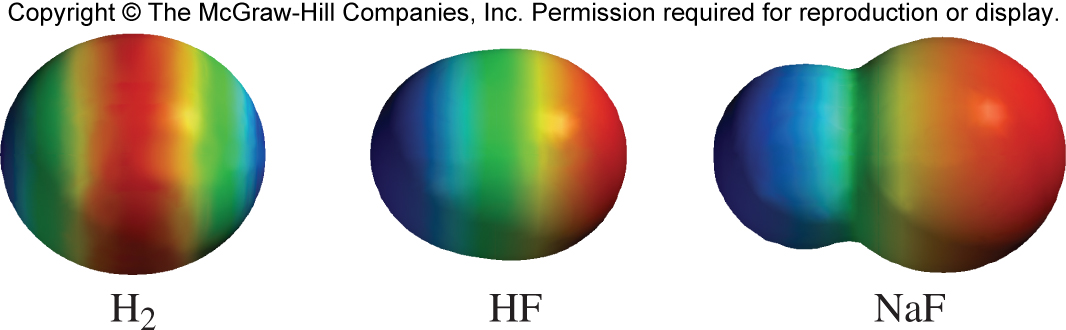 Copyright © The McGraw-Hill Companies, Inc. Permission required for reproduction or display.
H₂ HF NaF